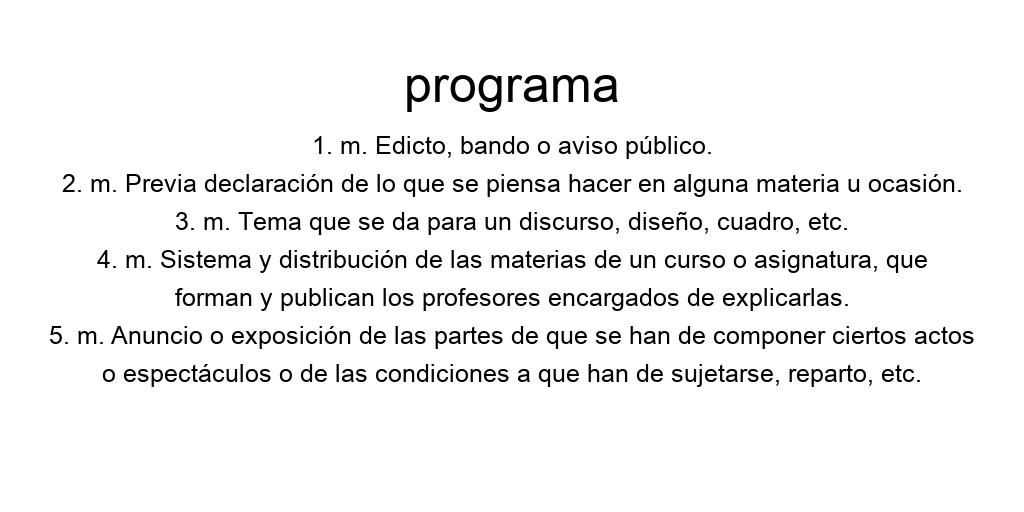 programa
1. m. Edicto, bando o aviso público.
2. m. Previa declaración de lo que se piensa hacer en alguna materia u ocasión.
3. m. Tema que se da para un discurso, diseño, cuadro, etc.
4. m. Sistema y distribución de las materias de un curso o asignatura, que
forman y publican los profesores encargados de explicarlas.
5. m. Anuncio o exposición de las partes de que se han de componer ciertos actos
o espectáculos o de las condiciones a que han de sujetarse, reparto, etc.